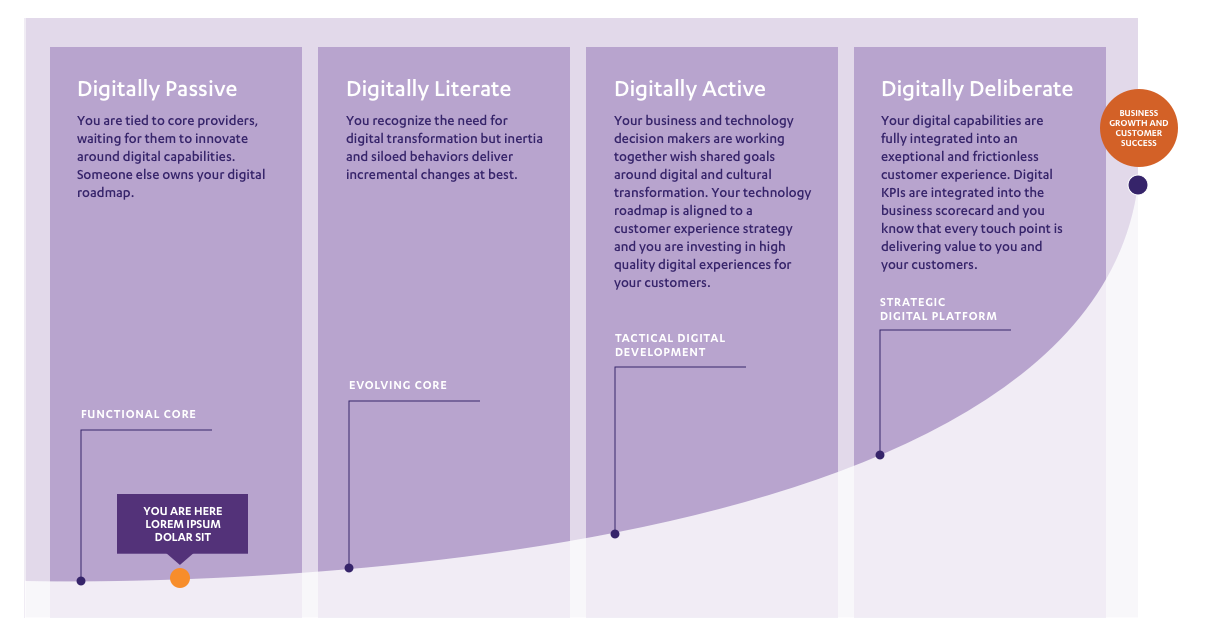 Digitally Passive
You are tied to core providers,
waiting for them to innovate
around digital capabilities.
Someone else owns your digital
roadmap.
FUNCTIONAL CORE
YOU ARE HERE
LOREM IPSUM
DOLAR SIT
Digitally Literate
You recognize the need for
digital transformation but inertia
and siloed behaviors deliver
incremental changes at best.
EVOLVING CORE
Digitally Active
Your business and technology
decision makers are working
together wish shared goals
around digital and cultural
transformation. Your technology
roadmap is aligned to a
customer experience strategy
and you are investing in high
quality digital experiences for
your customers.
TACTICAL DIGITAL
DEVELOPMENT
Digitally Deliberate
Your digital capabilities are
fully integrated into an
exeptional and frictionless
customer experience. Digital
KPIs are integrated into the
business scorecard and you
know that every touch point is
delivering value to you and
your customers.
STRATEGIC
DIGITAL PLATFORM
BUSINESS
GROWTH AND
CUSTOMER
SUCCESS